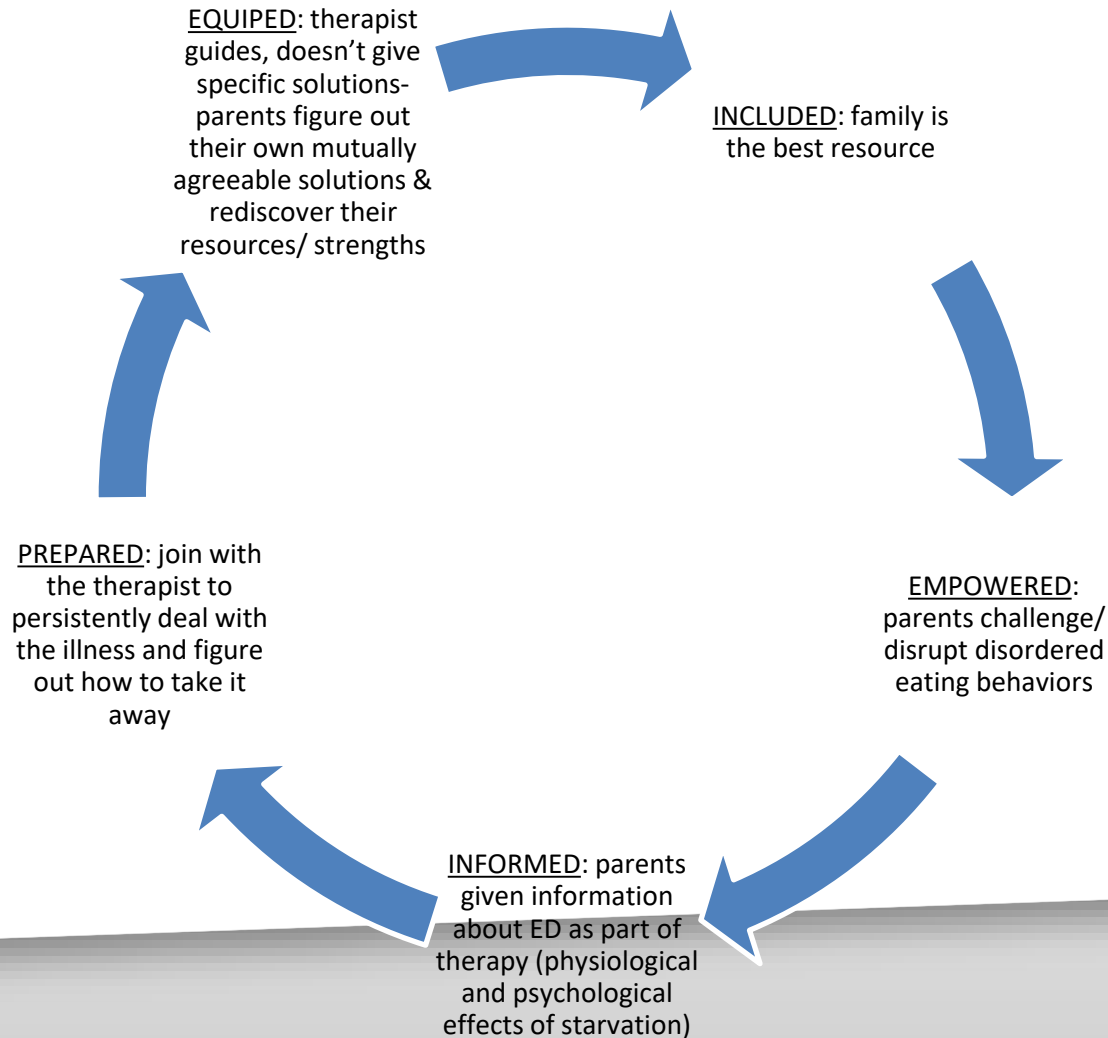 EQUIPED: therapist
guides, doesn’t give
specific solutions-
parents figure out
their own mutually
agreeable solutions &
rediscover their
resources/ strengths
INCLUDED: family is
the best resource
EMPOWERED:
parents challenge/
disrupt disordered
eating behaviors
INFORMED: parents
given information
about ED as part of
therapy (physiological
and psychological
effects of starvation)
PREPARED: join with
the therapist to
persistently deal with
the illness and figure
out how to take it
away